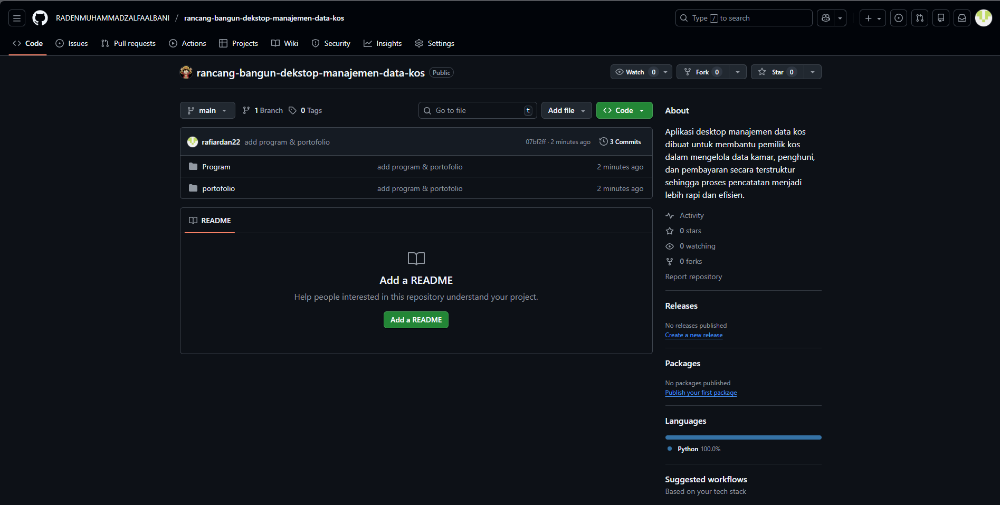 RADENMUHAMMADZALFAALBANI / rancang-bangun-dekstop-manajemen-data-kos
Type / to search
Code Issues Pull requests Actions Projects Wiki Security Insights Settings
rancang-bangun-dekstop-manajemen-data-kos Public
Watch 0 Fork 0 Star 0
main 1 Branch 0 Tags
Go to file t Add file Code
rafiardan22 add program & portofolio 07bf2ff · 2 minutes ago 3 Commits
Program add program & portofolio 2 minutes ago
portofolio add program & portofolio 2 minutes ago
README
Add a README
Help people interested in this repository understand your project.
Add a README
About
Aplikasi desktop manajemen data kos
dibuat untuk membantu pemilik kos
dalam mengelola data kamar, penghuni,
dan pembayaran secara terstruktur
sehingga proses pencatatan menjadi
lebih rapi dan efisien.
Activity
0 stars
0 watching
0 forks
Report repository
Releases
No releases published
Create a new release
Packages
No packages published
Publish your first package
Languages
Python 100.0%
Suggested workflows
Based on your tech stack